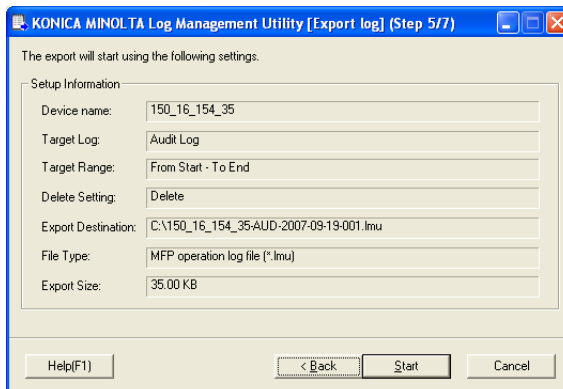 KONICA MINOLTA Log Management Utility [Export log] (Step 5/7)
The export will start using the following settings.
Setup Information
Device name: 150_16_154_35
Target Log: Audit Log
Target Range: From Start - To End
Delete Setting: Delete
Export Destination: C:\150_16_154_35-AUD-2007-09-19-001.lmu
File Type: MFP operation log file (*.lmu)
Export Size: 35.00 KB
Help(F1) < Back Start Cancel